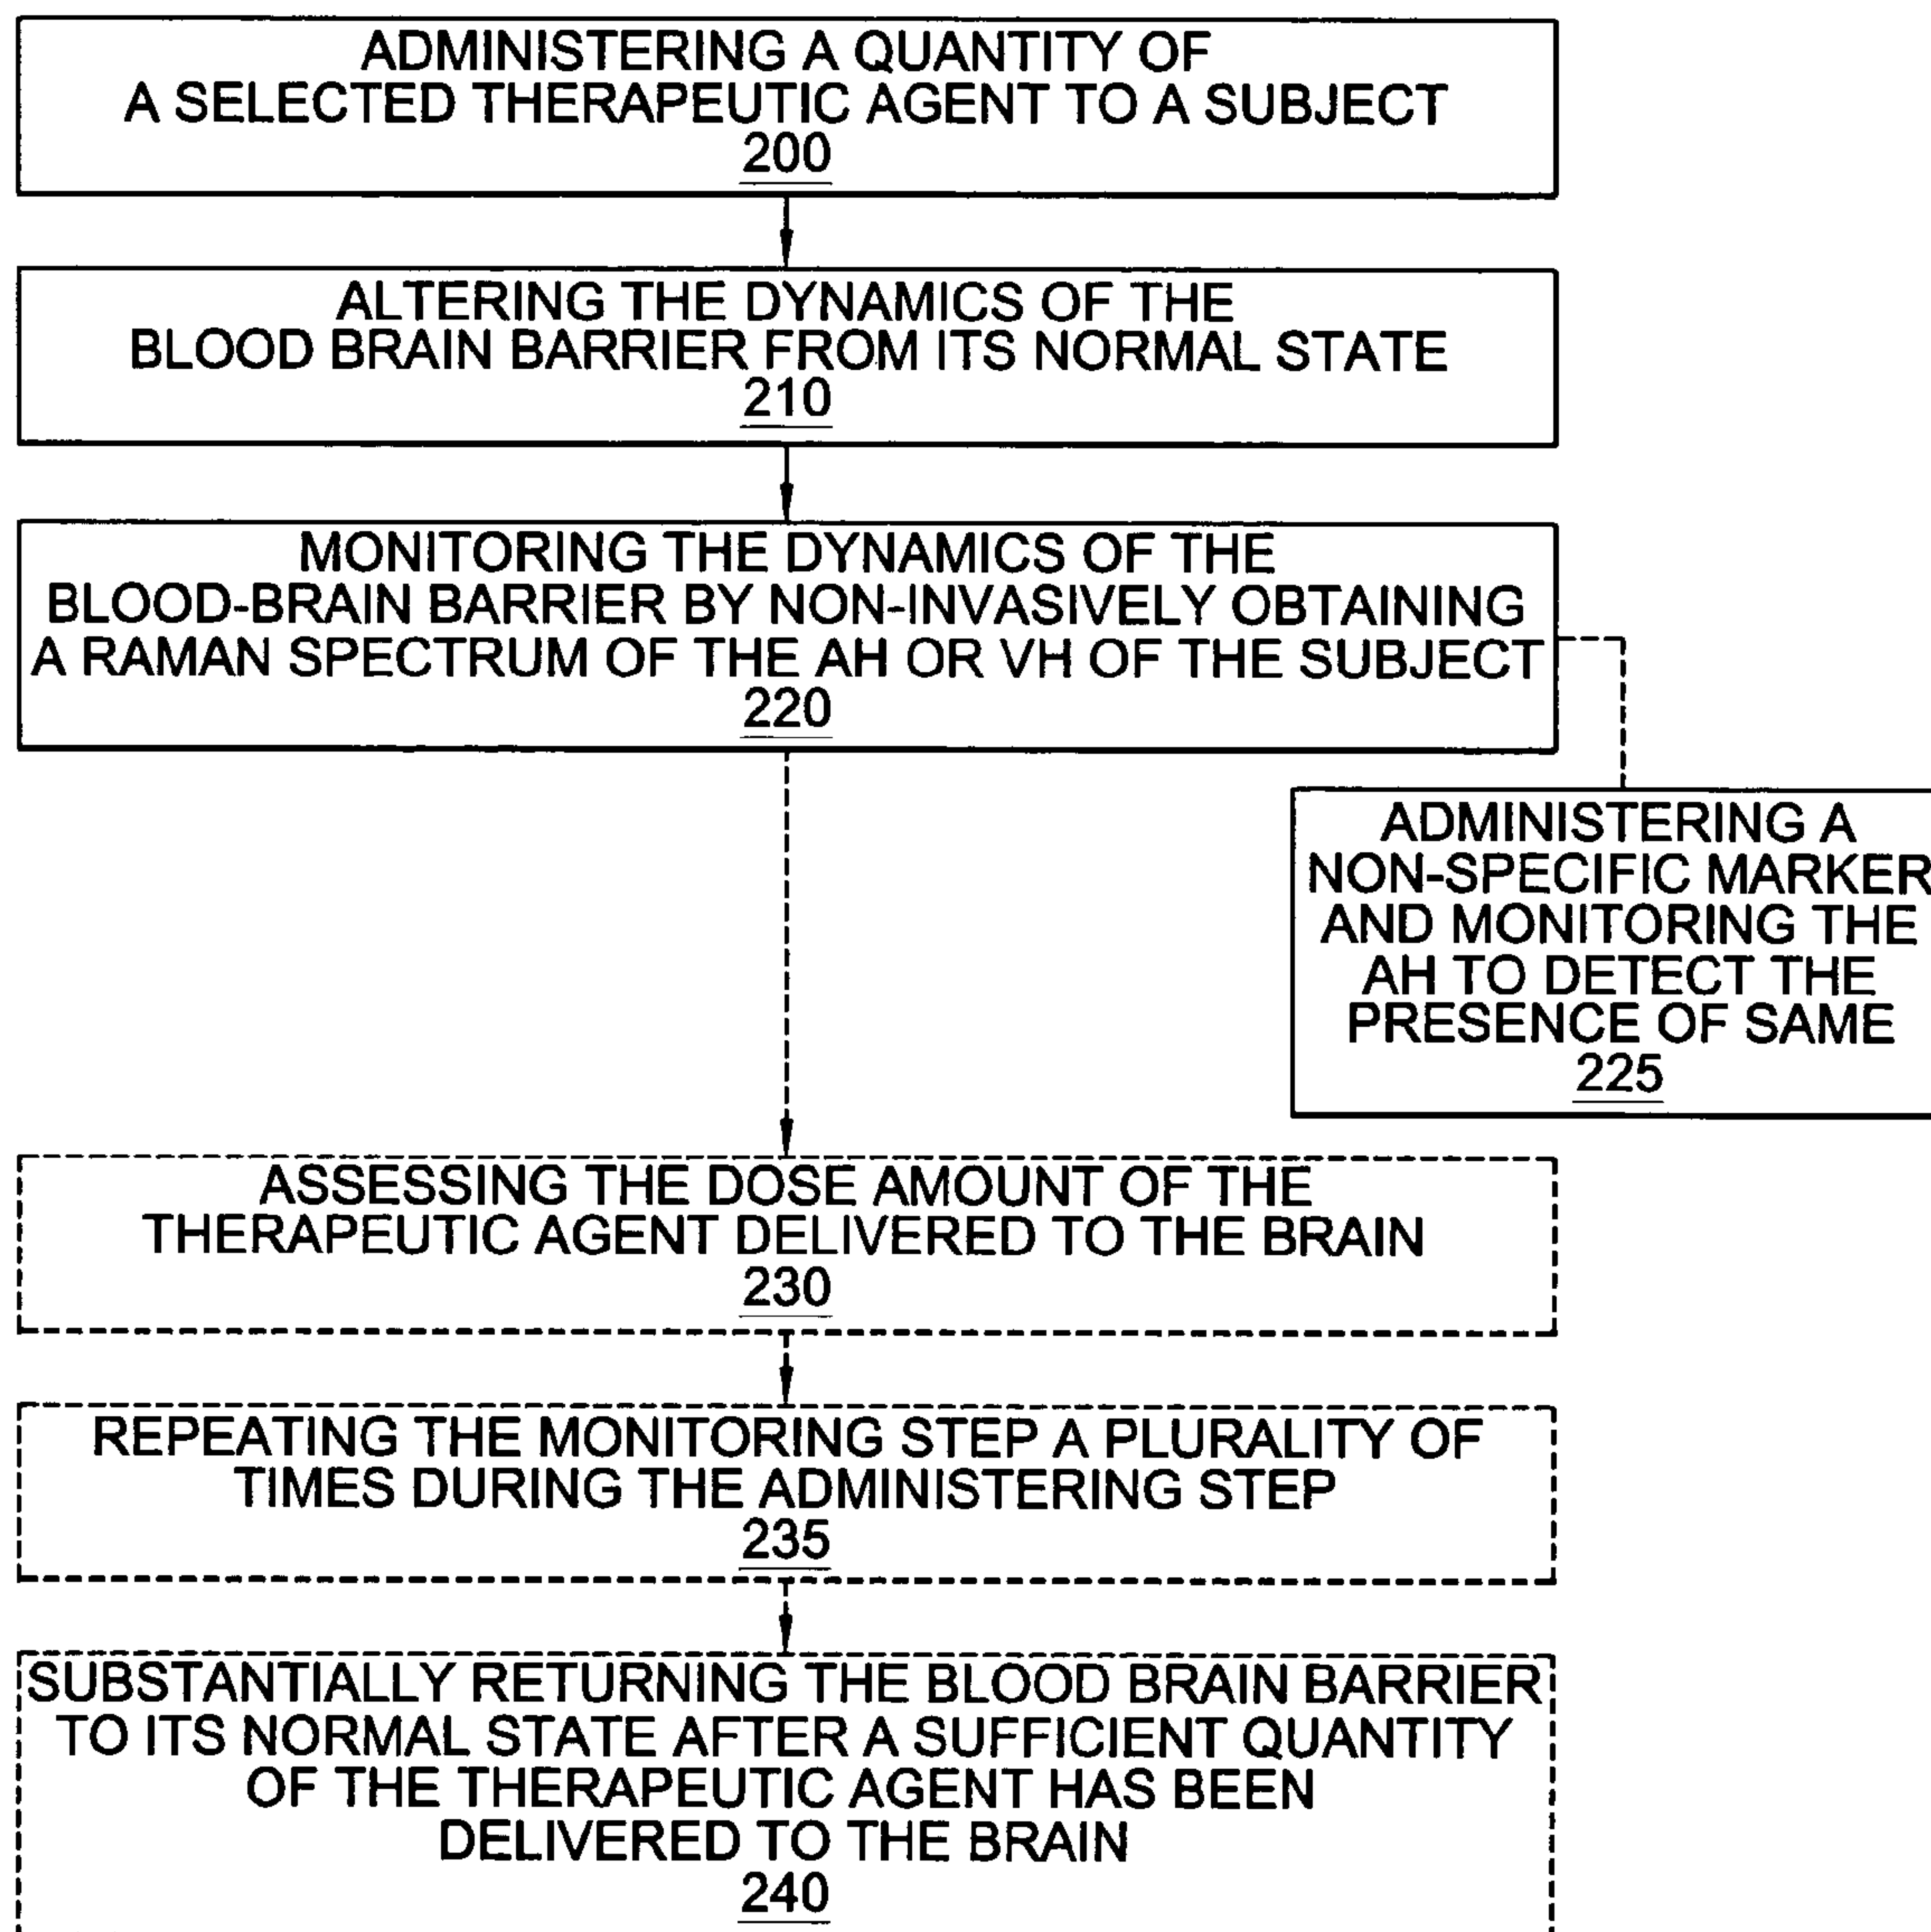 ADMINISTERING A QUANTITY OF
A SELECTED THERAPEUTIC AGENT TO A SUBJECT
200
ALTERING THE DYNAMICS OF THE
BLOOD BRAIN BARRIER FROM ITS NORMAL STATE
210
MONITORING THE DYNAMICS OF THE
BLOOD-BRAIN BARRIER BY NON-INVASIVELY OBTAINING
A RAMAN SPECTRUM OF THE AH OR VH OF THE SUBJECT
220
ADMINISTERING A
NON-SPECIFIC MARKER
AND MONITORING THE
AH TO DETECT THE
PRESENCE OF SAME
225
ASSESSING THE DOSE AMOUNT OF THE
THERAPEUTIC AGENT DELIVERED TO THE BRAIN
230
REPEATING THE MONITORING STEP A PLURALITY OF
TIMES DURING THE ADMINISTERING STEP
235
SUBSTANTIALLY RETURNING THE BLOOD BRAIN BARRIER
TO ITS NORMAL STATE AFTER A SUFFICIENT QUANTITY
OF THE THERAPEUTIC AGENT HAS BEEN
DELIVERED TO THE BRAIN
240